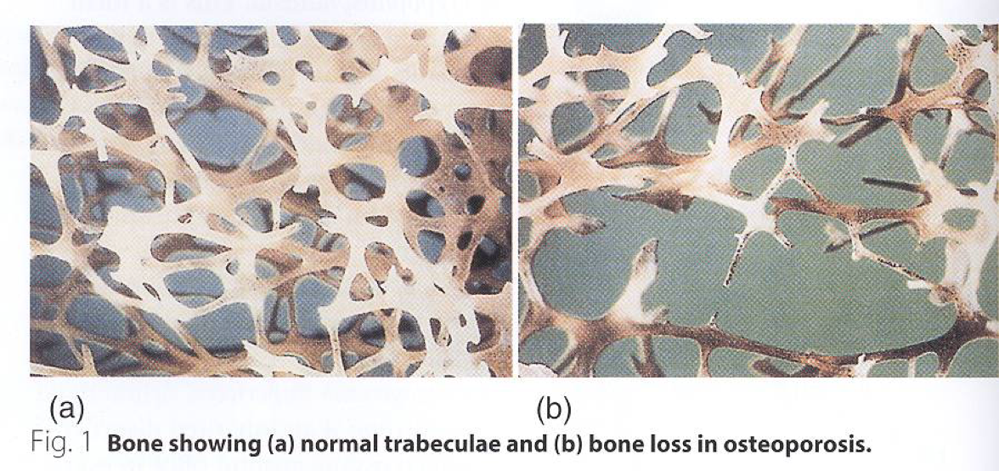 (a)
(b)
Fig. 1 Bone showing (a) normal trabeculae and (b) bone loss in osteoporosis.